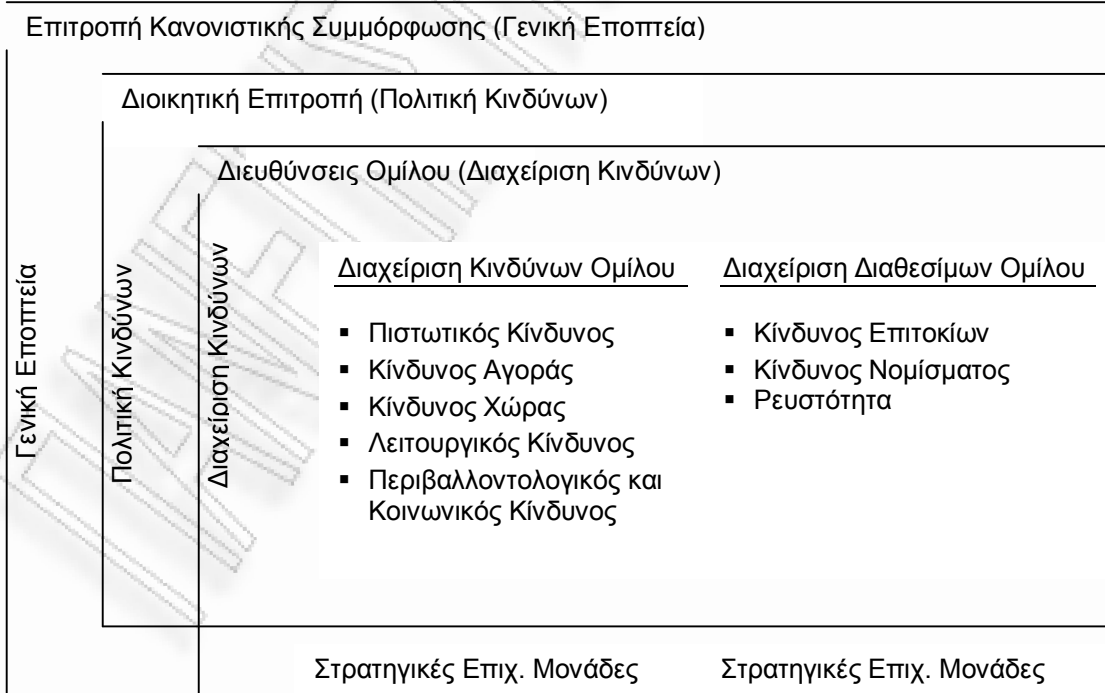 Επιτροπή Κανονιστικής Συμμόρφωσης (Γενική Εποπτεία)
Διοικητική Επιτροπή (Πολιτική Κινδύνων)
Διευθύνσεις Ομίλου (Διαχείριση Κινδύνων)
Γενική Εποπτεία
Πολιτική Κινδύνων
Διαχείριση Κινδύνων
Διαχείριση Κινδύνων Ομίλου
▪ Πιστωτικός Κίνδυνος
▪ Κίνδυνος Αγοράς
▪ Κίνδυνος Χώρας
▪ Λειτουργικός Κίνδυνος
▪ Περιβαλλοντολογικός και
Κοινωνικός Κίνδυνος
Διαχείριση Διαθεσίμων Ομίλου
▪ Κίνδυνος Επιτοκίων
▪ Κίνδυνος Νομίσματος
▪ Ρευστότητα
Στρατηγικές Επιχ. Μονάδες
Στρατηγικές Επιχ. Μονάδες